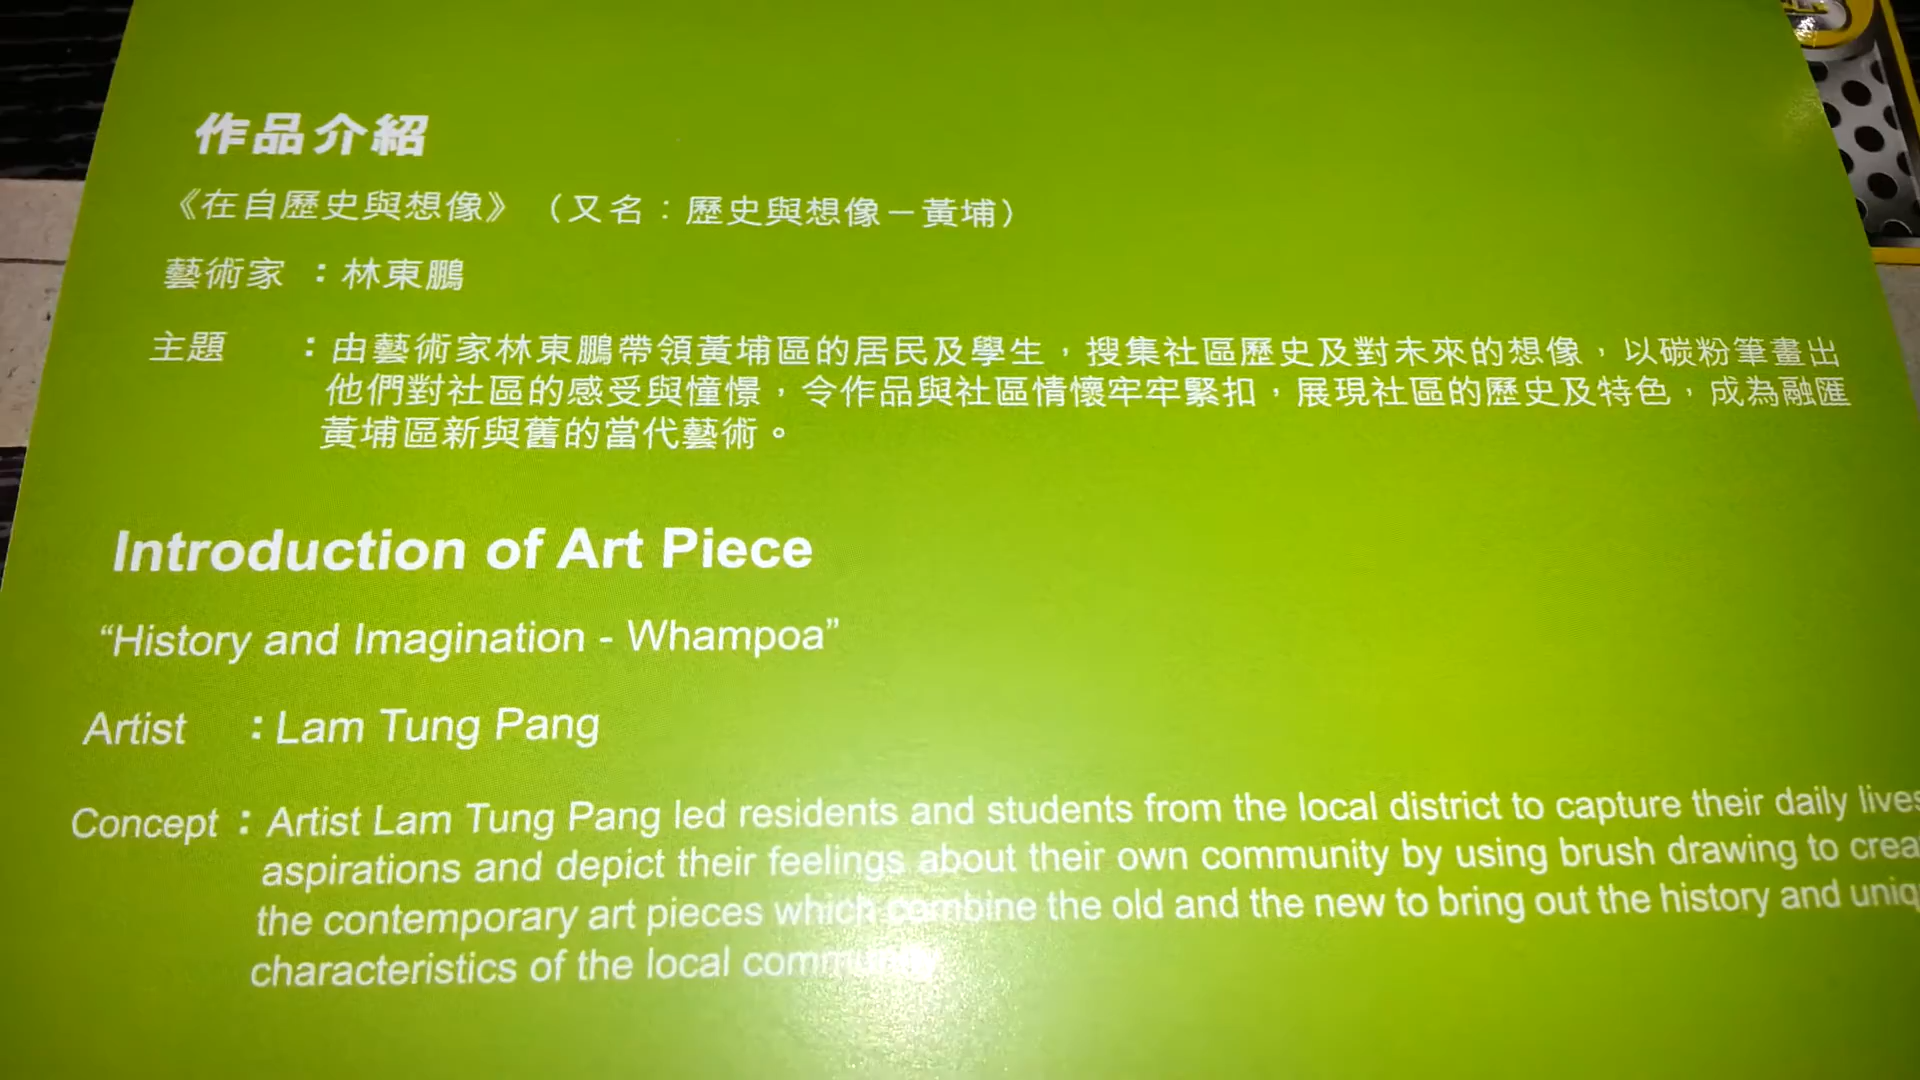 作品介紹
《在自歷史與想像》（又名：歷史與想像－黃埔）
藝術家 ：林東鵬
主題 ：由藝術家林東鵬帶領黃埔區的居民及學生，搜集社區歷史及對未來的想像，以碳粉筆畫出
他們對社區的感受與憧憬，令作品與社區情懷牢牢緊扣，展現社區的歷史及特色，成為融匯
黃埔區新與舊的當代藝術。
Introduction of Art Piece
“History and Imagination - Whampoa”
Artist ：Lam Tung Pang
Concept ：Artist Lam Tung Pang led residents and students from the local district to capture their daily lives
aspirations and depict their feelings about their own community by using brush drawing to
the contemporary art pieces which combine the old and the new to bring out the history and
characteristics of the local